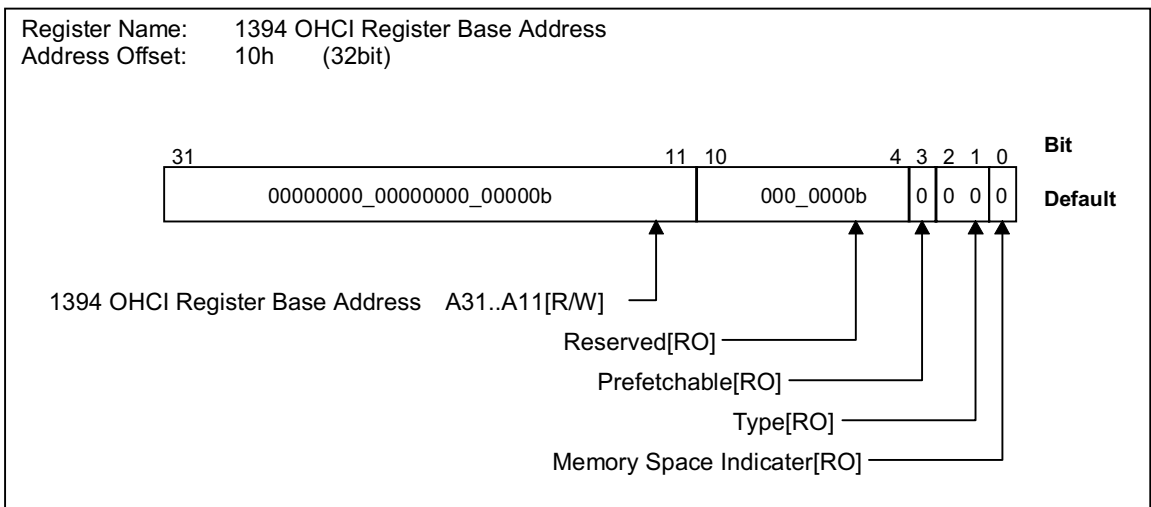 Register Name: 1394 OHCI Register Base Address
Address Offset: 10h (32bit)
31 11 10 4 3 2 1 0 Bit
00000000_00000000_00000b 000_0000b 0 0 0 0 Default
1394 OHCI Register Base Address A31..A11[R/W]
Reserved[RO]
Prefetchable[RO]
Type[RO]
Memory Space Indicater[RO]